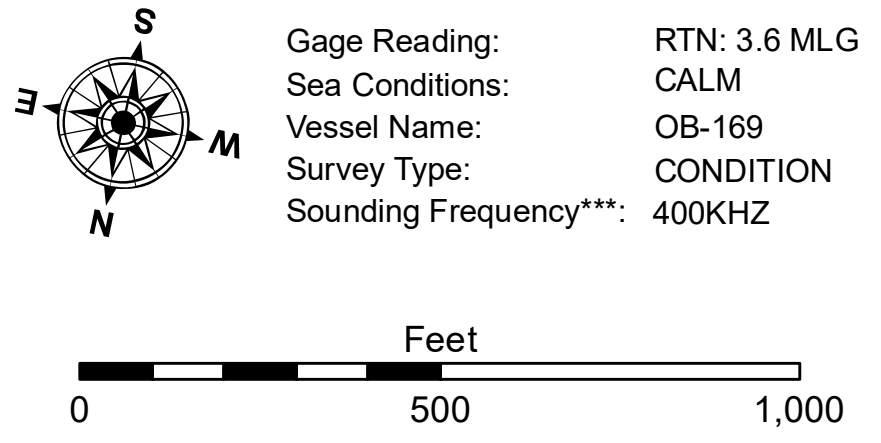 S
E
W
N
Gage Reading: RTN: 3.6 MLG
Sea Conditions: CALM
Vessel Name: OB-169
Survey Type: CONDITION
Sounding Frequency***: 400KHZ
Feet
0 500 1,000